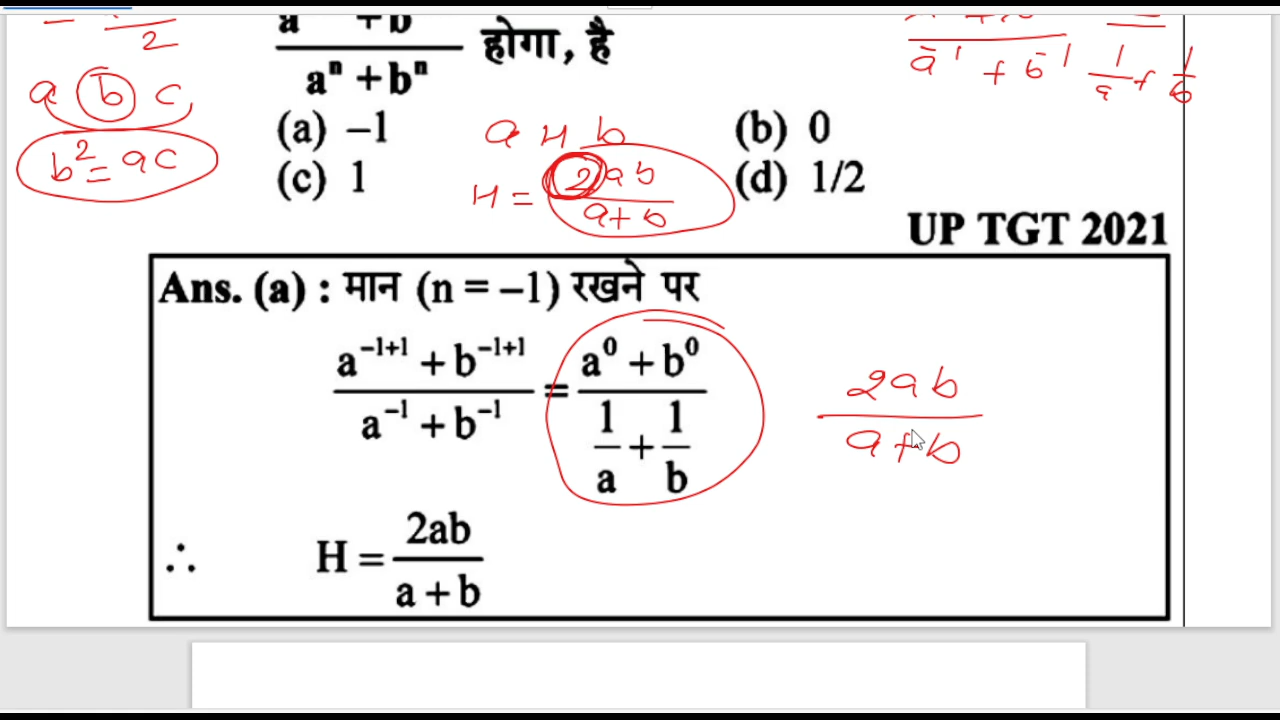 2
a + b
aⁿ + bⁿ होगा, है
a⁻¹ + b⁻¹ 1/a + 1/b
a b c
b² = ac
(a) –1 (b) 0
a H b
(c) 1 (d) 1/2
H = 2ab/a+b
UP TGT 2021
Ans. (a) : मान (n = –1) रखने पर
a⁻¹⁺¹ + b⁻¹⁺¹ / a⁻¹ + b⁻¹ = a⁰ + b⁰ / 1/a + 1/b
2ab/a+b
∴ H = 2ab/a + b